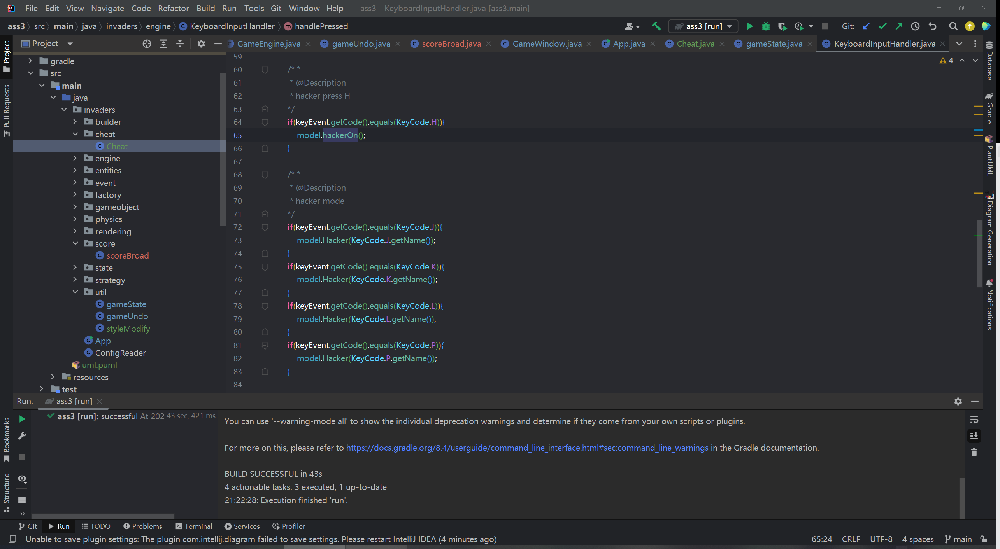 File Edit View Navigate Code Refactor Build Run Tools Git Window Help ass3 - KeyboardInputHandler.java [ass3.main]
ass3 src main java invaders engine KeyboardInputHandler handlePressed ass3 [run] Git:
Project
GameEngine.java gameUndo.java scoreBroad.java GameWindow.java App.java Cheat.java gameState.java KeyboardInputHandler.java
Project
Pull Requests
Bookmarks
Structure
gradle
src
main
java
invaders
builder
cheat
Cheat
engine
entities
event
factory
gameobject
physics
rendering
score
scoreBroad
state
strategy
util
gameState
gameUndo
styleModify
App
ConfigReader
uml.puml
resources
test
4
59
60 /* *
61 * @Description
62 * hacker press H
63 */
64 if(keyEvent.getCode().equals(KeyCode.H)){
65 model.hackerOn();
66 }
67
68 /* *
69 * @Description
70 * hacker mode
71 */
72 if(keyEvent.getCode().equals(KeyCode.J)){
73 model.Hacker(KeyCode.J.getName());
74 }
75 if(keyEvent.getCode().equals(KeyCode.K)){
76 model.Hacker(KeyCode.K.getName());
77 }
78 if(keyEvent.getCode().equals(KeyCode.L)){
79 model.Hacker(KeyCode.L.getName());
80 }
81 if(keyEvent.getCode().equals(KeyCode.P)){
82 model.Hacker(KeyCode.P.getName());
83 }
84
Database
Gradle
PlantUML
Diagram Generation
Notifications
Run: ass3 [run]
ass3 [run]: successful At 202 43 sec, 421 ms
You can use '--warning-mode all' to show the individual deprecation warnings and determine if they come from your own scripts or plugins.
For more on this, please refer to https://docs.gradle.org/8.4/userguide/command_line_interface.html#sec:command_line_warnings in the Gradle documentation.
BUILD SUCCESSFUL in 43s
4 actionable tasks: 3 executed, 1 up-to-date
21:22:28: Execution finished 'run'.
Git Run TODO Problems Terminal Services Profiler
Unable to save plugin settings: The plugin com.intellij.diagram failed to save settings. Please restart IntelliJ IDEA (4 minutes ago) 65:24 CRLF UTF-8 4 spaces main